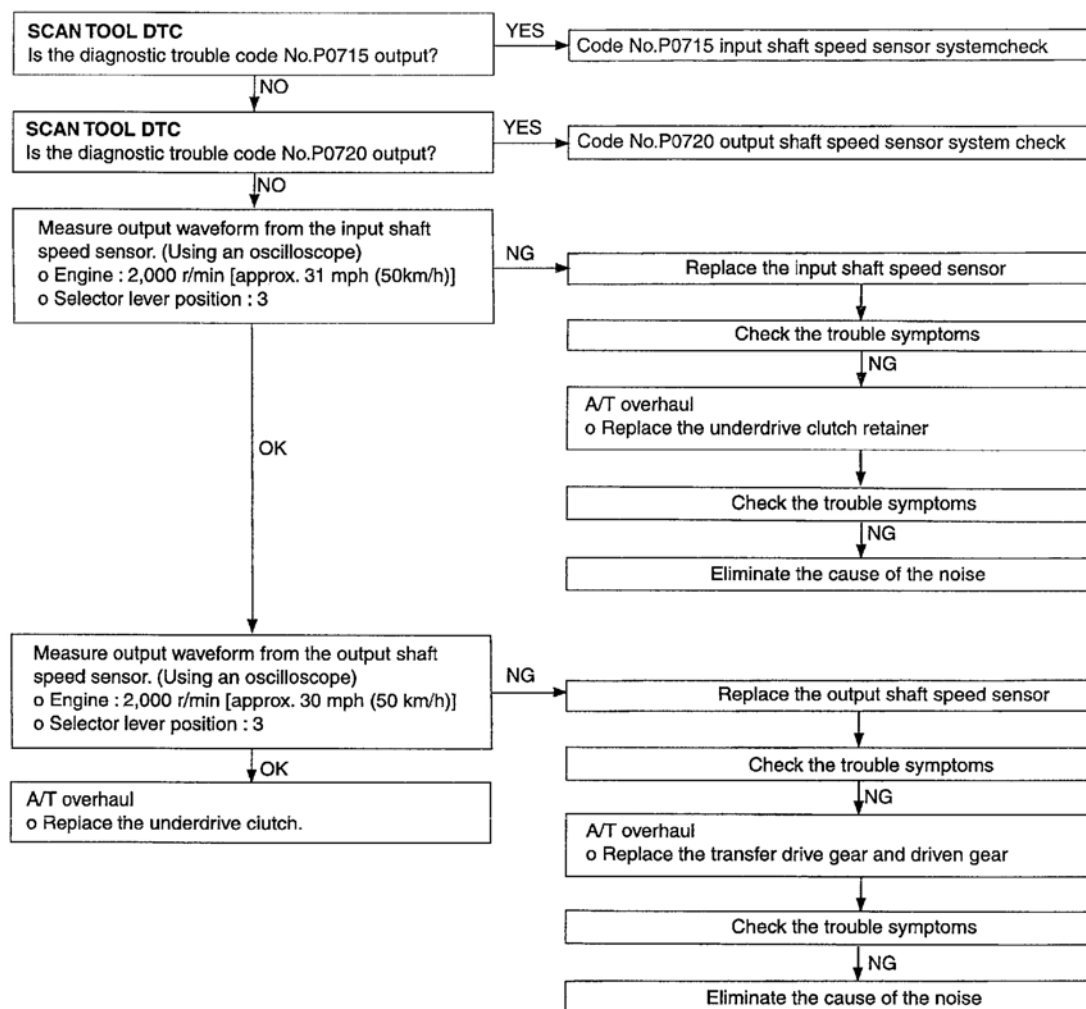 SCAN TOOL DTC
Is the diagnostic trouble code No.P0715 output?
YES
Code No.P0715 input shaft speed sensor systemcheck
NO
SCAN TOOL DTC
Is the diagnostic trouble code No.P0720 output?
YES
Code No.P0720 output shaft speed sensor system check
NO
Measure output waveform from the input shaft
speed sensor. (Using an oscilloscope)
o Engine : 2,000 r/min [approx. 31 mph (50km/h)]
o Selector lever position : 3
NG
Replace the input shaft speed sensor
Check the trouble symptoms
NG
A/T overhaul
o Replace the underdrive clutch retainer
Check the trouble symptoms
NG
Eliminate the cause of the noise
OK
Measure output waveform from the output shaft
speed sensor. (Using an oscilloscope)
o Engine : 2,000 r/min [approx. 30 mph (50 km/h)]
o Selector lever position : 3
NG
Replace the output shaft speed sensor
Check the trouble symptoms
NG
A/T overhaul
o Replace the transfer drive gear and driven gear
Check the trouble symptoms
NG
Eliminate the cause of the noise
OK
A/T overhaul
o Replace the underdrive clutch.